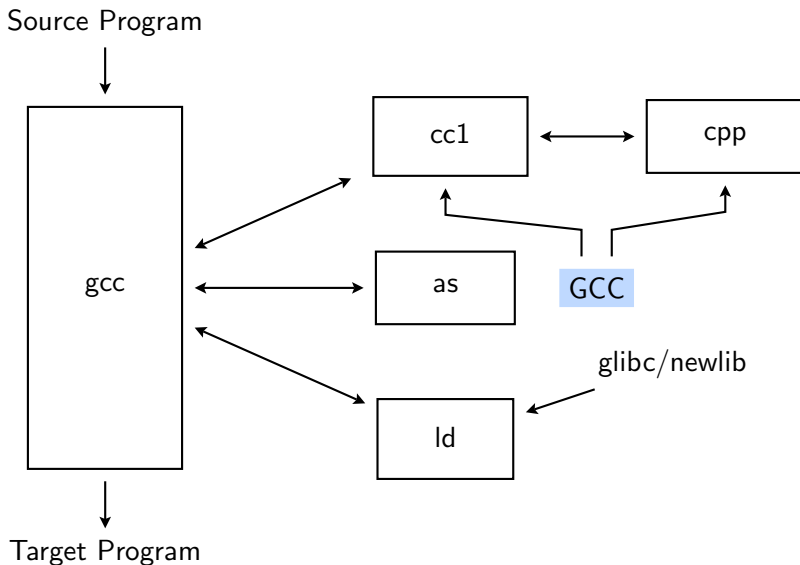 Source Program
gcc
cc1
cpp
as
GCC
glibc/newlib
ld
Target Program